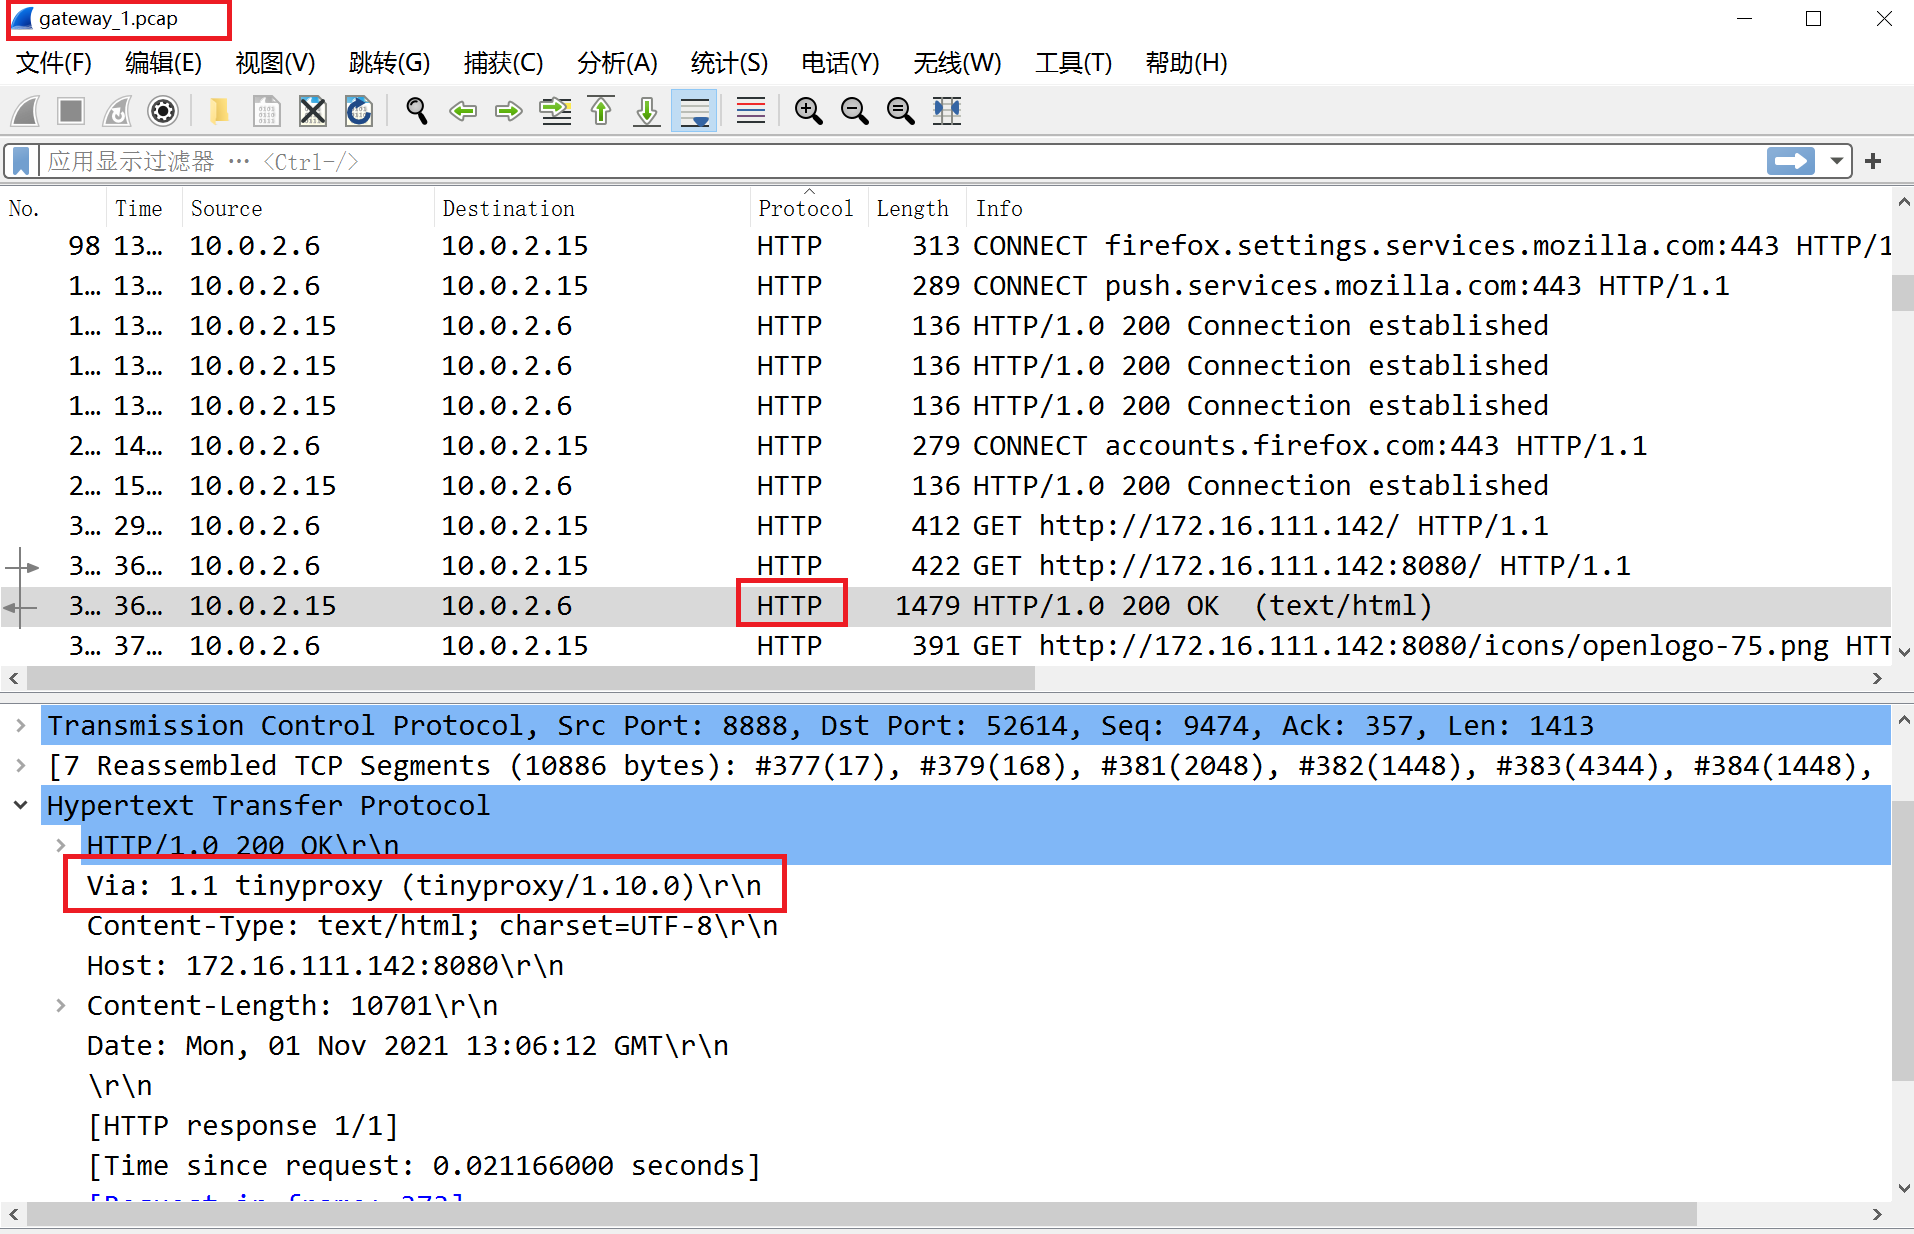 gateway_1.pcap
文件(F) 编辑(E) 视图(V) 跳转(G) 捕获(C) 分析(A) 统计(S) 电话(Y) 无线(W) 工具(T) 帮助(H)
应用显示过滤器 … <Ctrl-/>
No. Time Source Destination Protocol Length Info
98 13… 10.0.2.6 10.0.2.15 HTTP 313 CONNECT firefox.settings.services.mozilla.com:443 HTTP/1
1… 13… 10.0.2.6 10.0.2.15 HTTP 289 CONNECT push.services.mozilla.com:443 HTTP/1.1
1… 13… 10.0.2.15 10.0.2.6 HTTP 136 HTTP/1.0 200 Connection established
1… 13… 10.0.2.15 10.0.2.6 HTTP 136 HTTP/1.0 200 Connection established
1… 13… 10.0.2.15 10.0.2.6 HTTP 136 HTTP/1.0 200 Connection established
2… 14… 10.0.2.6 10.0.2.15 HTTP 279 CONNECT accounts.firefox.com:443 HTTP/1.1
2… 15… 10.0.2.15 10.0.2.6 HTTP 136 HTTP/1.0 200 Connection established
3… 29… 10.0.2.6 10.0.2.15 HTTP 412 GET http://172.16.111.142/ HTTP/1.1
3… 36… 10.0.2.6 10.0.2.15 HTTP 422 GET http://172.16.111.142:8080/ HTTP/1.1
3… 36… 10.0.2.15 10.0.2.6 HTTP 1479 HTTP/1.0 200 OK (text/html)
3… 37… 10.0.2.6 10.0.2.15 HTTP 391 GET http://172.16.111.142:8080/icons/openlogo-75.png HTT
Transmission Control Protocol, Src Port: 8888, Dst Port: 52614, Seq: 9474, Ack: 357, Len: 1413
[7 Reassembled TCP Segments (10886 bytes): #377(17), #379(168), #381(2048), #382(1448), #383(4344), #384(1448),
Hypertext Transfer Protocol
HTTP/1.0 200 OK\r\n
Via: 1.1 tinyproxy (tinyproxy/1.10.0)\r\n
Content-Type: text/html; charset=UTF-8\r\n
Host: 172.16.111.142:8080\r\n
Content-Length: 10701\r\n
Date: Mon, 01 Nov 2021 13:06:12 GMT\r\n
\r\n
[HTTP response 1/1]
[Time since request: 0.021166000 seconds]